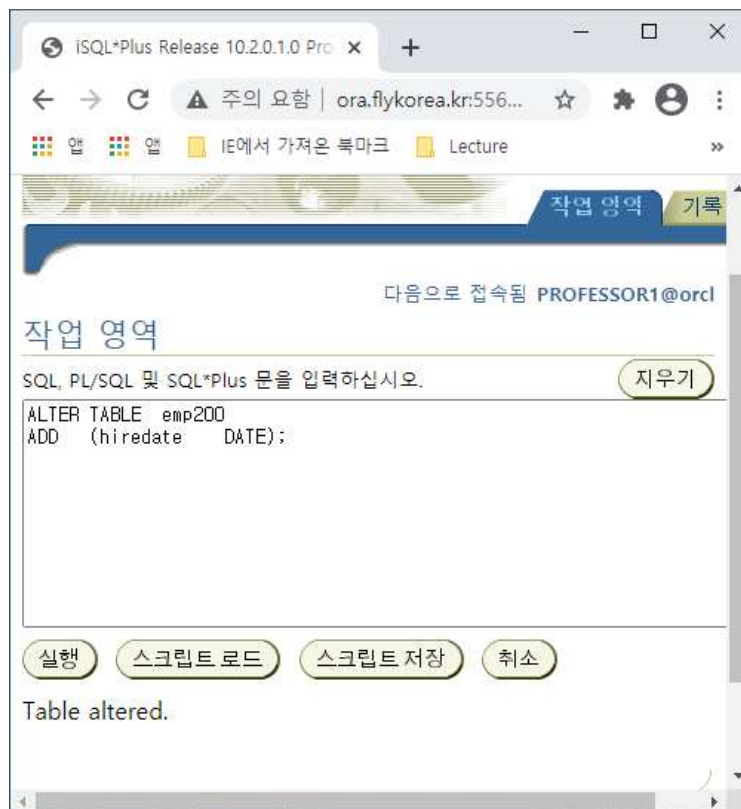 iSQL*Plus Release 10.2.0.1.0 Pro
주의 요함 ora.flykorea.kr:556...
앱 앱 IE에서 가져온 북마크 Lecture
작업 영역 기록
다음으로 접속됨 PROFESSOR1@orcl
작업 영역
SQL, PL/SQL 및 SQL*Plus 문을 입력하십시오. 지우기
ALTER TABLE emp200
ADD (hiredate DATE);
실행 스크립트 로드 스크립트 저장 취소
Table altered.